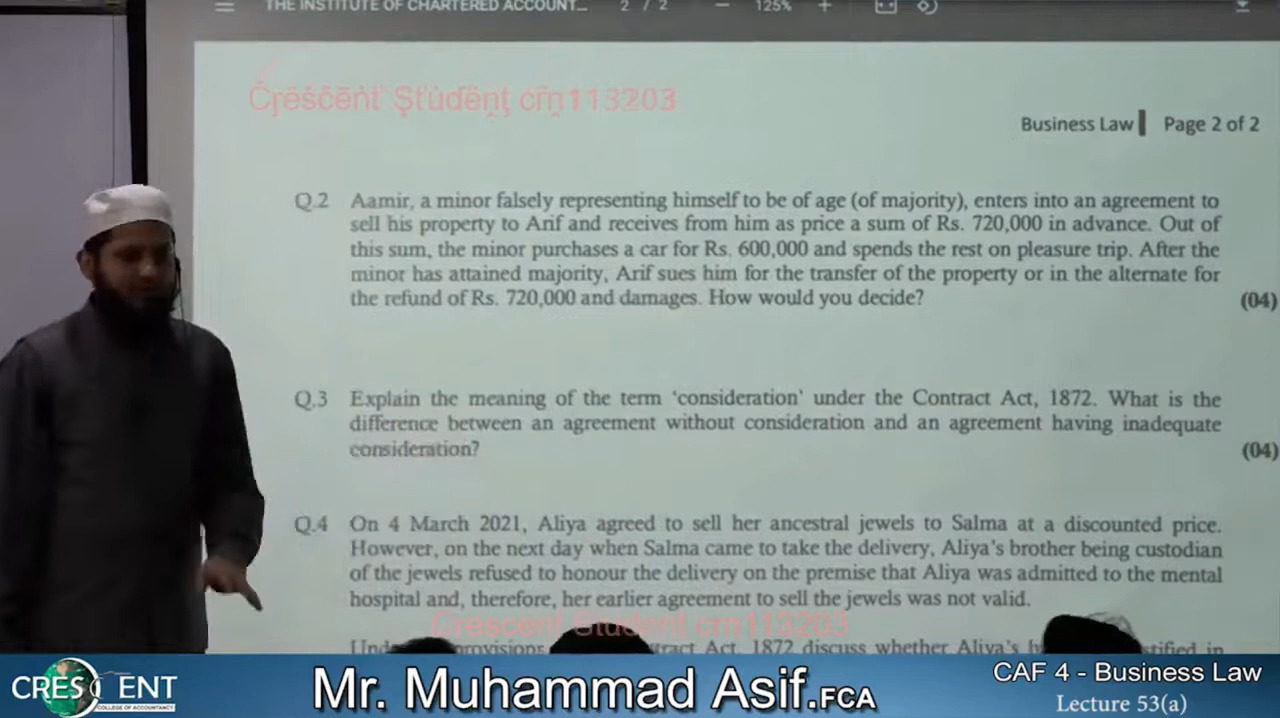 THE INSTITUTE OF CHARTERED ACCOUNT... 2 / 2 — 125% +
Crescent Student crn113203
Business Law Page 2 of 2
Q.2 Aamir, a minor falsely representing himself to be of age (of majority), enters into an agreement to
sell his property to Arif and receives from him as price a sum of Rs. 720,000 in advance. Out of
this sum, the minor purchases a car for Rs. 600,000 and spends the rest on pleasure trip. After the
minor has attained majority, Arif sues him for the transfer of the property or in the alternate for
the refund of Rs. 720,000 and damages. How would you decide?
(04)
Q.3 Explain the meaning of the term 'consideration' under the Contract Act, 1872. What is the
difference between an agreement without consideration and an agreement having inadequate
consideration?
(04)
Q.4 On 4 March 2021, Aliya agreed to sell her ancestral jewels to Salma at a discounted price.
However, on the next day when Salma came to take the delivery, Aliya's brother being custodian
of the jewels refused to honour the delivery on the premise that Aliya was admitted to the mental
hospital and, therefore, her earlier agreement to sell the jewels was not valid.
Crescent Student crn113203
Act, 1872 discuss whether Aliya's in
CRESCENT
COLLEGE OF ACCOUNTANCY
Mr. Muhammad Asif.FCA
CAF 4 - Business Law
Lecture 53(a)